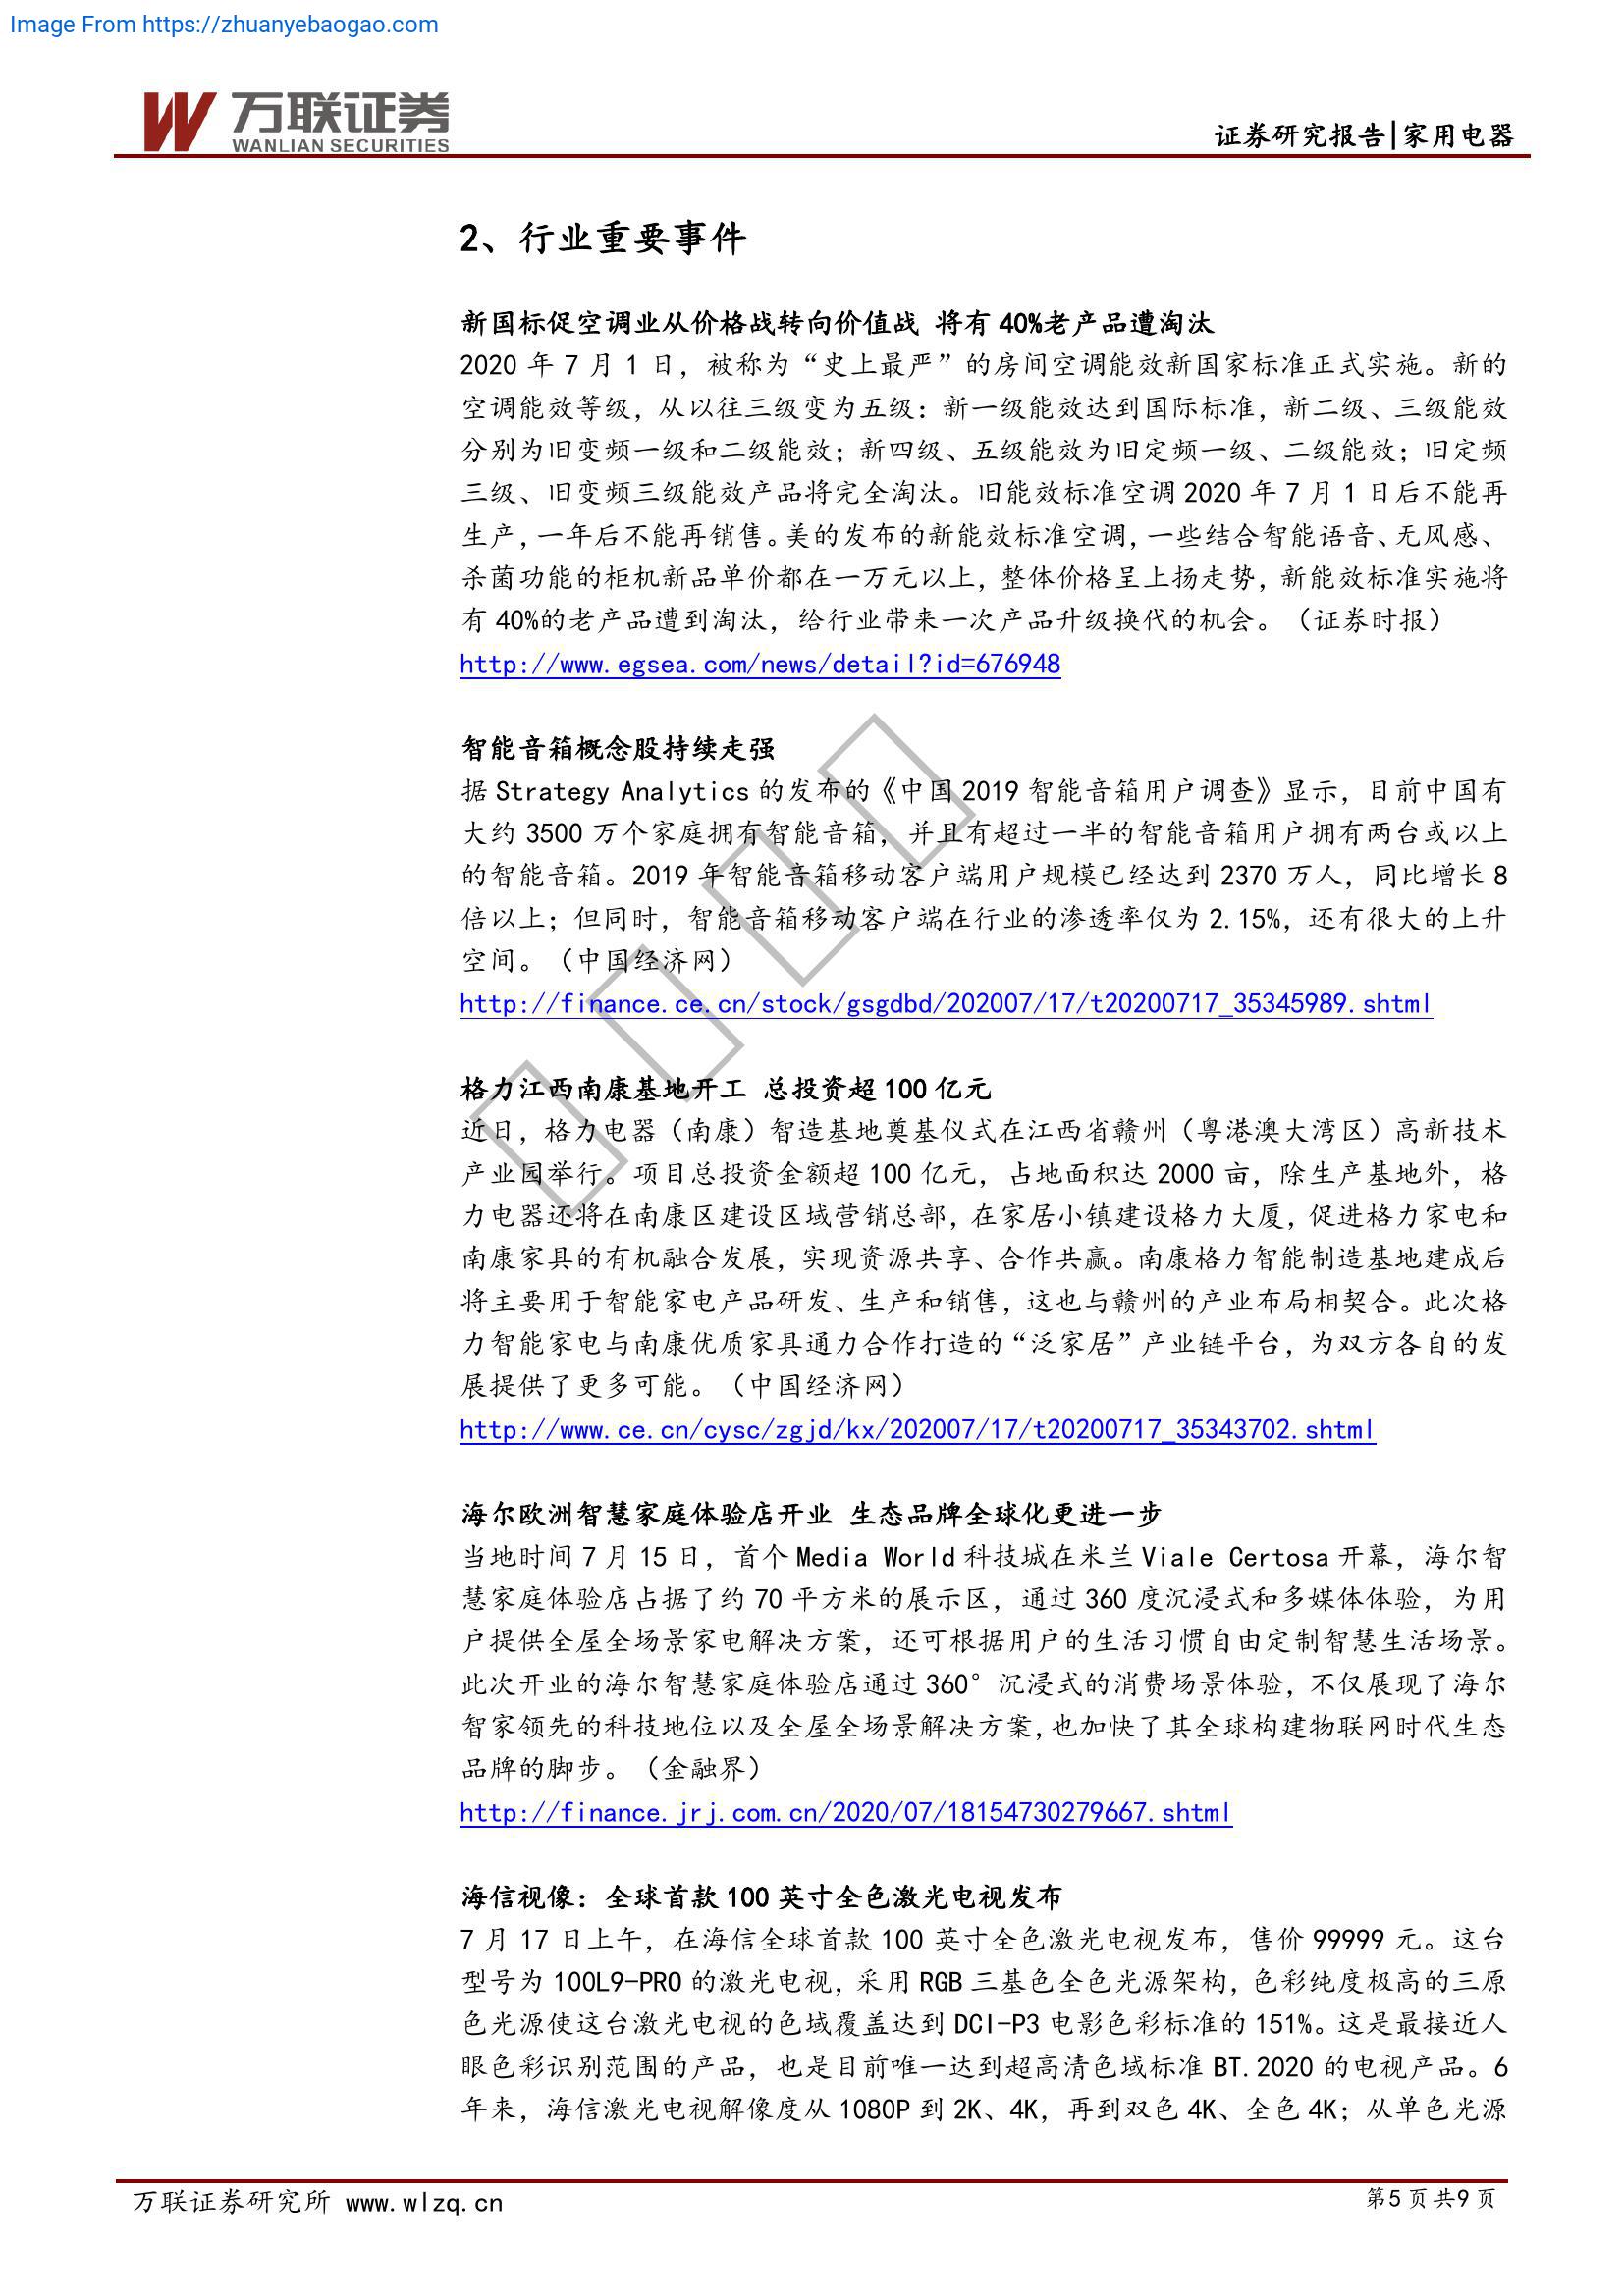 Image From https://zhuanyebaogao.com
万联证券
WANLIAN SECURITIES
证券研究报告|家用电器
2、行业重要事件
新国标促空调业从价格战转向价值战 将有 40%老产品遭淘汰
2020 年 7 月 1 日，被称为“史上最严”的房间空调能效新国家标准正式实施。新的
空调能效等级，从以往三级变为五级：新一级能效达到国际标准，新二级、三级能效
分别为旧变频一级和二级能效；新四级、五级能效为旧定频一级、二级能效；旧定频
三级、旧变频三级能效产品将完全淘汰。旧能效标准空调 2020 年 7 月 1 日后不能再
生产，一年后不能再销售。美的发布的新能效标准空调，一些结合智能语音、无风感、
杀菌功能的柜机新品单价都在一万元以上，整体价格呈上扬走势，新能效标准实施将
有 40%的老产品遭到淘汰，给行业带来一次产品升级换代的机会。（证券时报）
http://www.egsea.com/news/detail?id=676948
智能音箱概念股持续走强
据 Strategy Analytics 的发布的《中国 2019 智能音箱用户调查》显示，目前中国有
大约 3500 万个家庭拥有智能音箱，并且有超过一半的智能音箱用户拥有两台或以上
的智能音箱。2019 年智能音箱移动客户端用户规模已经达到 2370 万人，同比增长 8
倍以上；但同时，智能音箱移动客户端在行业的渗透率仅为 2.15%，还有很大的上升
空间。（中国经济网）
http://finance.ce.cn/stock/gsgdbd/202007/17/t20200717_35345989.shtml
格力江西南康基地开工 总投资超 100 亿元
近日，格力电器（南康）智造基地奠基仪式在江西省赣州（粤港澳大湾区）高新技术
产业园举行。项目总投资金额超 100 亿元，占地面积达 2000 亩，除生产基地外，格
力电器还将在南康区建设区域营销总部，在家居小镇建设格力大厦，促进格力家电和
南康家具的有机融合发展，实现资源共享、合作共赢。南康格力智能制造基地建成后
将主要用于智能家电产品研发、生产和销售，这也与赣州的产业布局相契合。此次格
力智能家电与南康优质家具通力合作打造的“泛家居”产业链平台，为双方各自的发
展提供了更多可能。（中国经济网）
http://www.ce.cn/cysc/zgjd/kx/202007/17/t20200717_35343702.shtml
海尔欧洲智慧家庭体验店开业 生态品牌全球化更进一步
当地时间 7 月 15 日，首个 Media World 科技城在米兰 Viale Certosa 开幕，海尔智
慧家庭体验店占据了约 70 平方米的展示区，通过 360 度沉浸式和多媒体体验，为用
户提供全屋全场景家电解决方案，还可根据用户的生活习惯自由定制智慧生活场景。
此次开业的海尔智慧家庭体验店通过 360°沉浸式的消费场景体验，不仅展现了海尔
智家领先的科技地位以及全屋全场景解决方案，也加快了其全球构建物联网时代生态
品牌的脚步。（金融界）
http://finance.jrj.com.cn/2020/07/18154730279667.shtml
海信视像：全球首款 100 英寸全色激光电视发布
7 月 17 日上午，在海信全球首款 100 英寸全色激光电视发布，售价 99999 元。这台
型号为 100L9-PRO 的激光电视，采用 RGB 三基色全色光源架构，色彩纯度极高的三原
色光源使这台激光电视的色域覆盖达到 DCI-P3 电影色彩标准的 151%。这是最接近人
眼色彩识别范围的产品，也是目前唯一达到超高清色域标准 BT.2020 的电视产品。6
年来，海信激光电视解像度从 1080P 到 2K、4K，再到双色 4K、全色 4K；从单色光源
万联证券研究所 www.wlzq.cn
第5页共9页